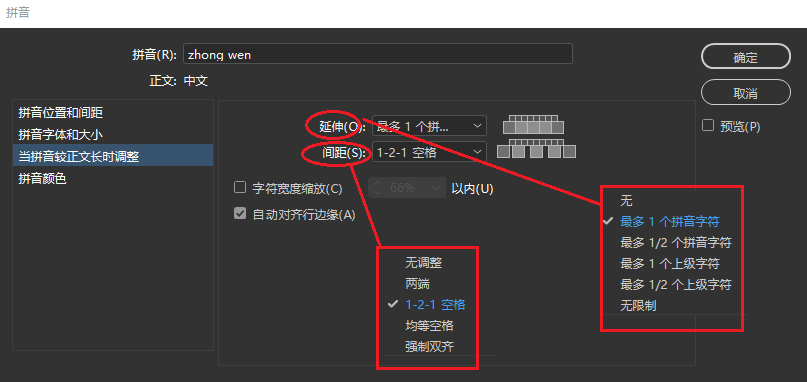 拼音
拼音(R): zhong wen
正文: 中文
确定
取消
预览(P)
拼音位置和间距
拼音字体和大小
当拼音较正文长时调整
拼音颜色
延伸(O): 最多 1 个拼...
间距(S): 1-2-1 空格
字符宽度缩放(C) 66% 以内(U)
自动对齐行边缘(A)
无调整
两端
1-2-1 空格
均等空格
强制双齐
无
最多 1 个拼音字符
最多 1/2 个拼音字符
最多 1 个上级字符
最多 1/2 个上级字符
无限制